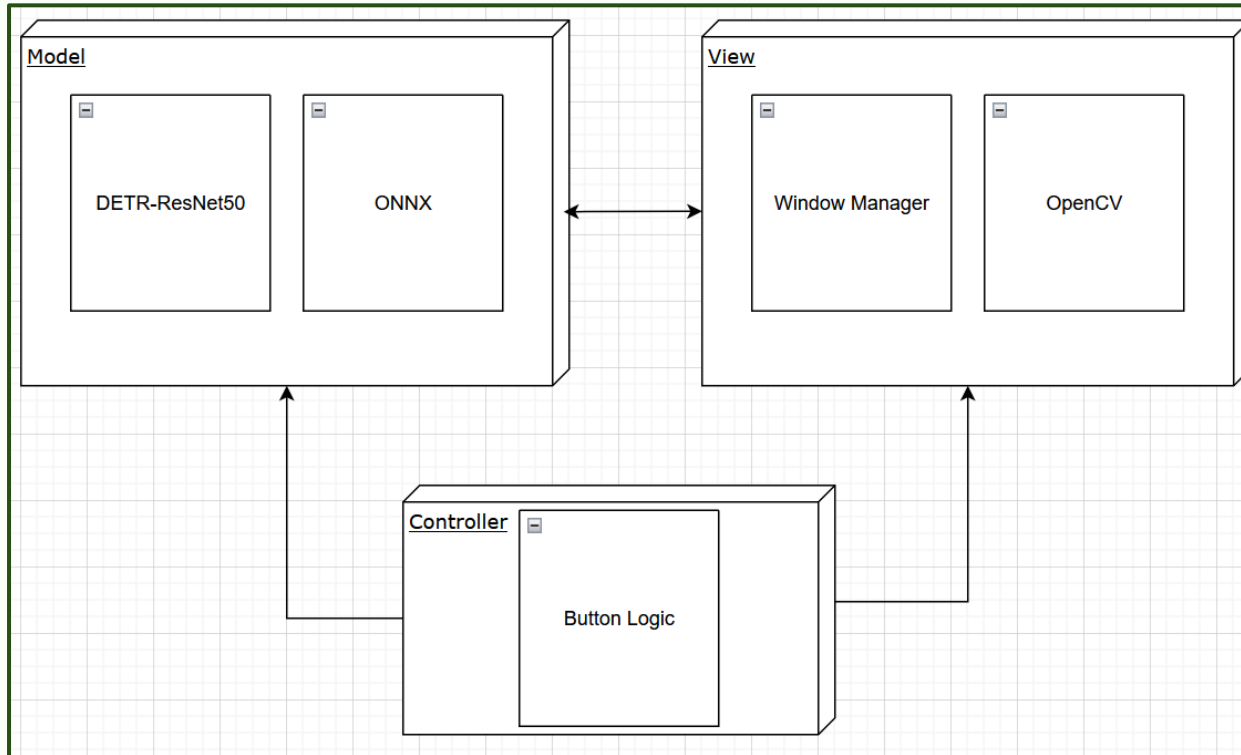 Model
DETR-ResNet50
ONNX
View
Window Manager
OpenCV
Controller
Button Logic